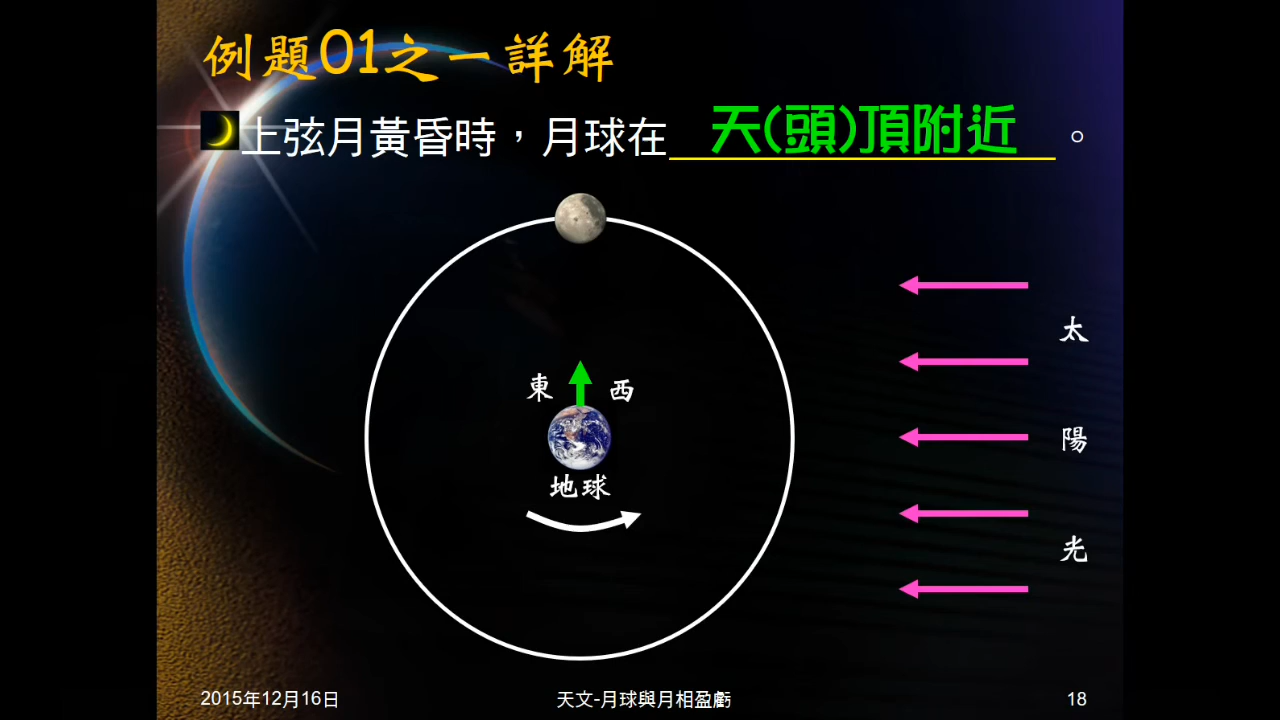 例題01之一詳解
上弦月黃昏時，月球在天(頭)頂附近。
東 西
地球
太
陽
光
2015年12月16日
天文-月球與月相盈虧
18